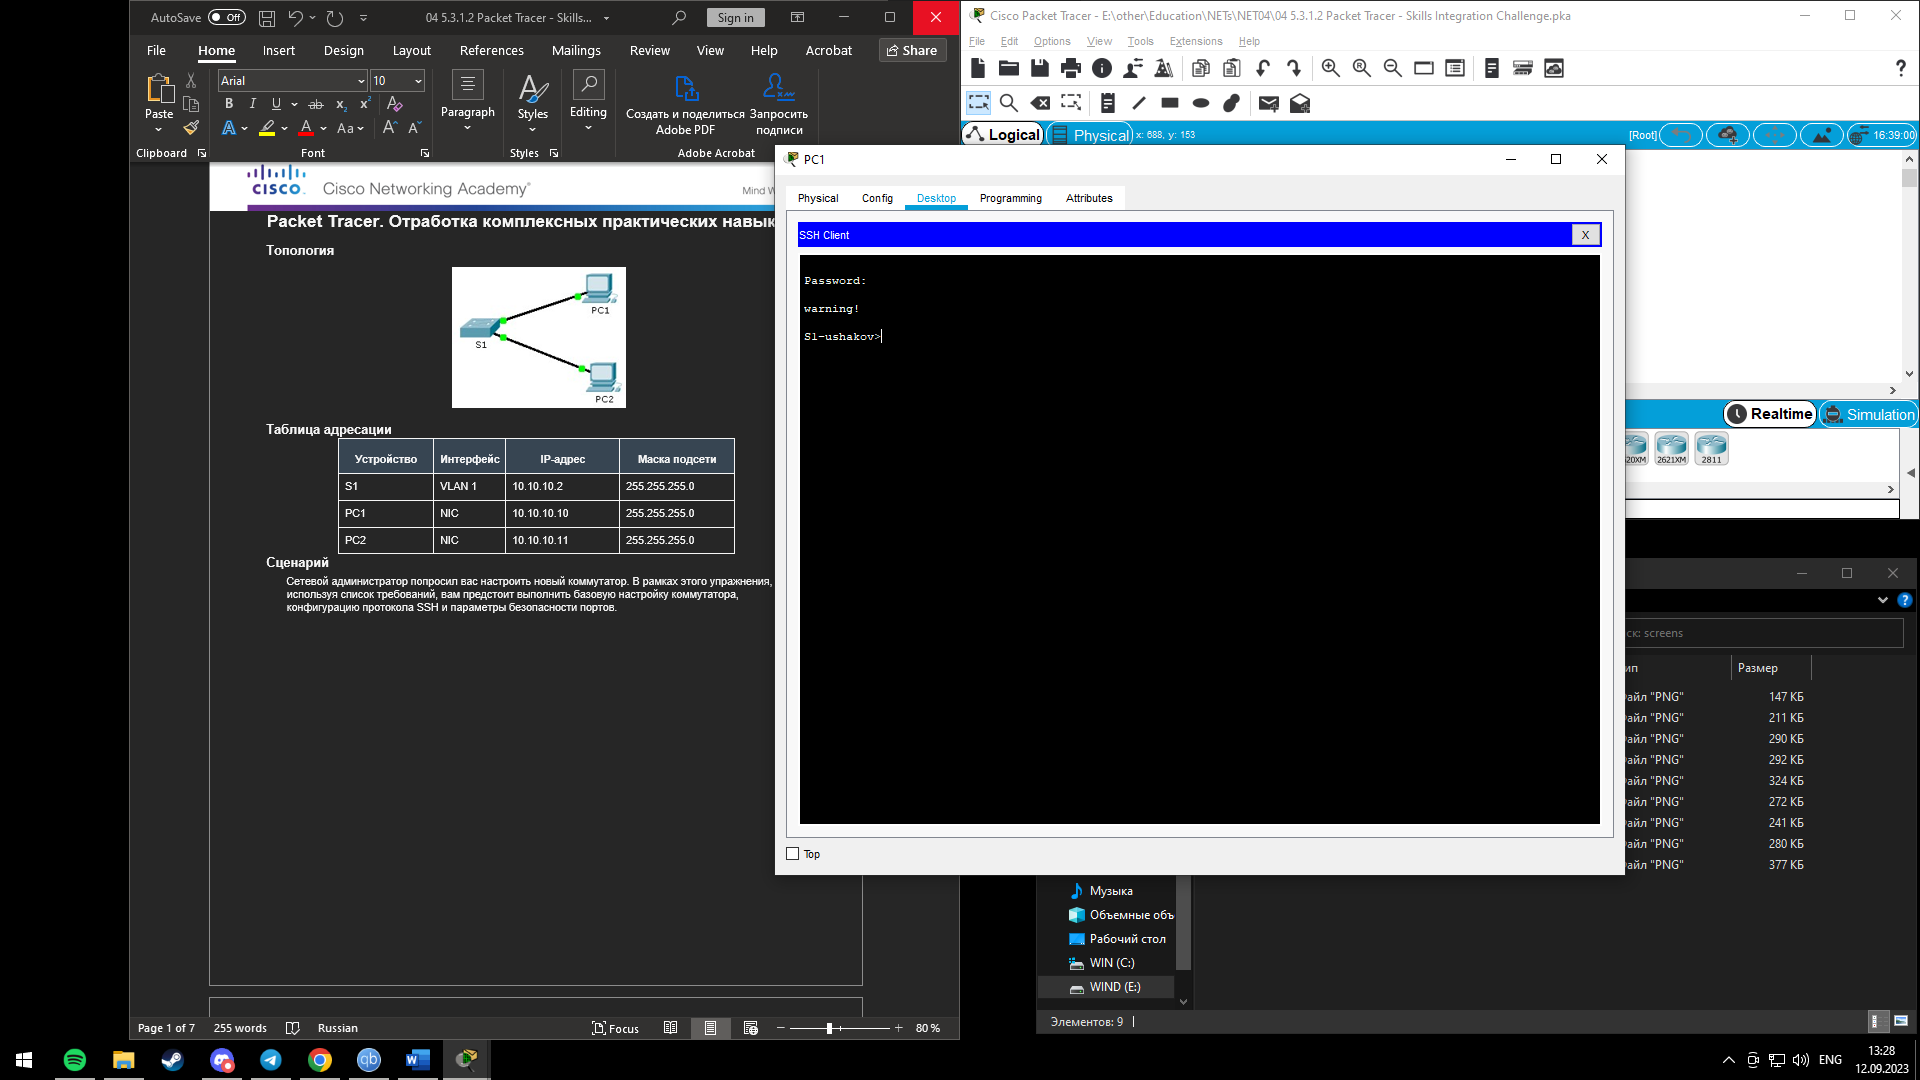 AutoSave
Off
04 5.3.1.2 Packet Tracer - Skills...
Sign in
File
Home
Insert
Design
Layout
References
Mailings
Review
View
Help
Acrobat
Share
Paste
Arial
10
B I U ab x₂ x²
A
Aa
Paragraph
Styles
Editing
Создать и поделиться
Adobe PDF
Запросить
подписи
Clipboard
Font
Styles
Adobe Acrobat
CISCO
Cisco Networking Academy®
Mind W
Packet Tracer. Отработка комплексных практических навык
Топология
PC1
S1
PC2
Таблица адресации
Устройство Интерфейс IP-адрес Маска подсети
S1 VLAN 1 10.10.10.2 255.255.255.0
PC1 NIC 10.10.10.10 255.255.255.0
PC2 NIC 10.10.10.11 255.255.255.0
Сценарий
Сетевой администратор попросил вас настроить новый коммутатор. В рамках этого упражнения,
используя список требований, вам предстоит выполнить базовую настройку коммутатора,
конфигурацию протокола SSH и параметры безопасности портов.
Page 1 of 7
255 words
Russian
Focus
80 %
Cisco Packet Tracer - E:\other\Education\NETs\NET04\04 5.3.1.2 Packet Tracer - Skills Integration Challenge.pka
File Edit Options View Tools Extensions Help
Logical
Physical
x: 688, y: 153
[Root]
16:39:00
PC1
Physical
Config
Desktop
Programming
Attributes
SSH Client
X
Password:
warning!
S1-ushakov>
Top
Realtime
Simulation
20XM
2621XM
2811
ск: screens
ип
Размер
айл "PNG" 147 КБ
айл "PNG" 211 КБ
айл "PNG" 290 КБ
айл "PNG" 292 КБ
айл "PNG" 324 КБ
айл "PNG" 272 КБ
айл "PNG" 241 КБ
айл "PNG" 280 КБ
айл "PNG" 377 КБ
Музыка
Объемные объ
Рабочий стол
WIN (C:)
WIND (E:)
Элементов: 9
ENG
13:28
12.09.2023